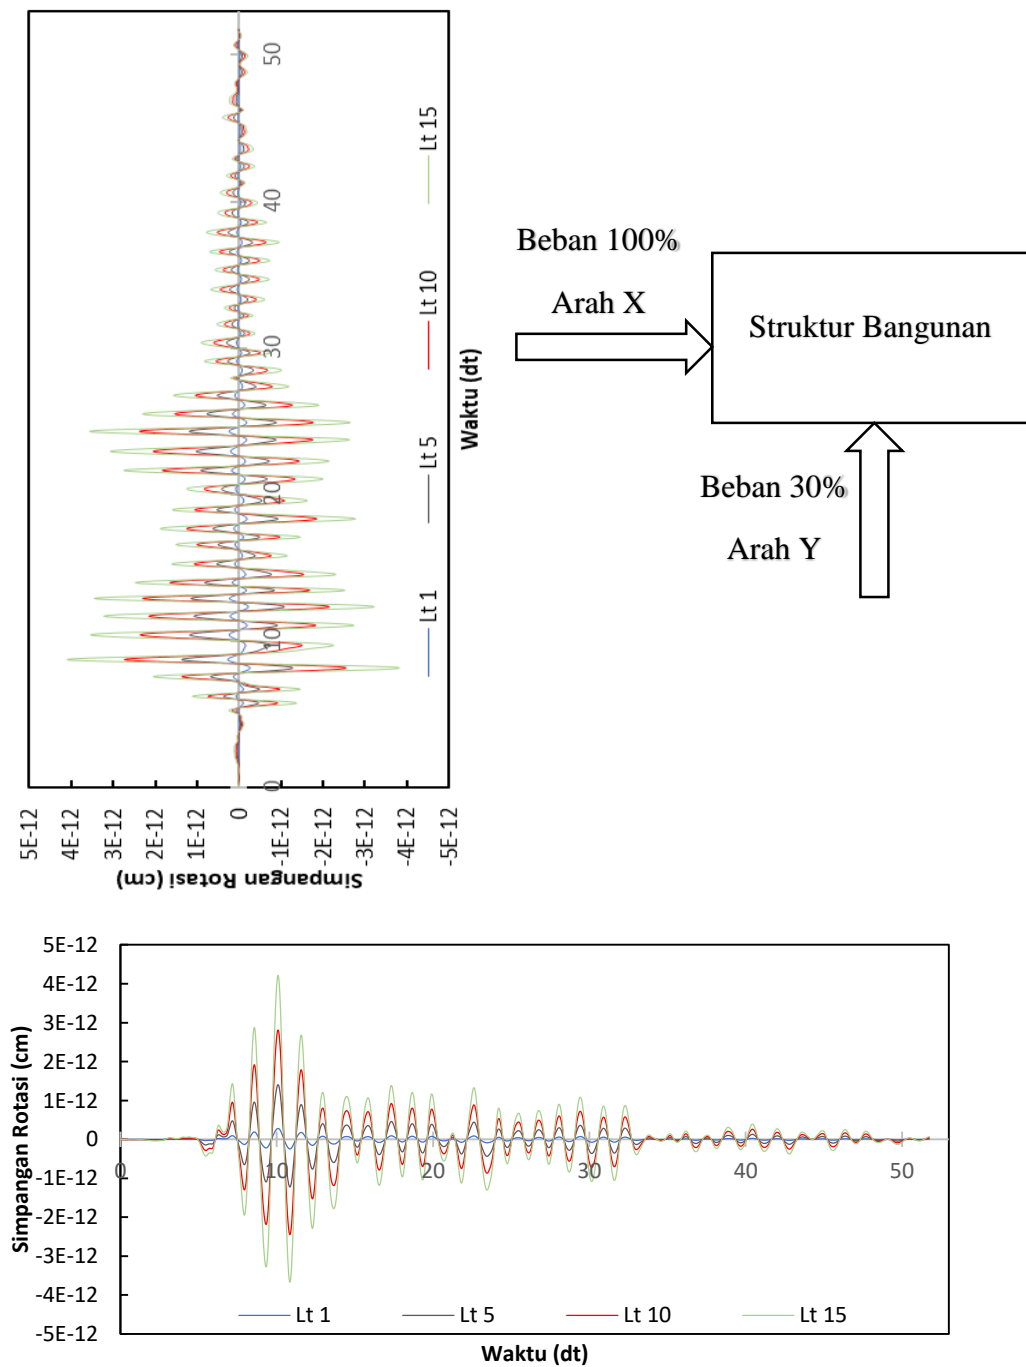 5E-12
4E-12
3E-12
2E-12
1E-12
0
-1E-12
-2E-12
-3E-12
-4E-12
-5E-12
Simpangan Rotasi (cm)
0
10
20
30
40
50
Waktu (dt)
Lt 1
Lt 5
Lt 10
Lt 15
Beban 100%
Arah X
Struktur Bangunan
Beban 30%
Arah Y
5E-12
4E-12
3E-12
2E-12
1E-12
0
-1E-12
-2E-12
-3E-12
-4E-12
-5E-12
Simpangan Rotasi (cm)
0
10
20
30
40
50
Lt 1
Lt 5
Lt 10
Lt 15
Waktu (dt)